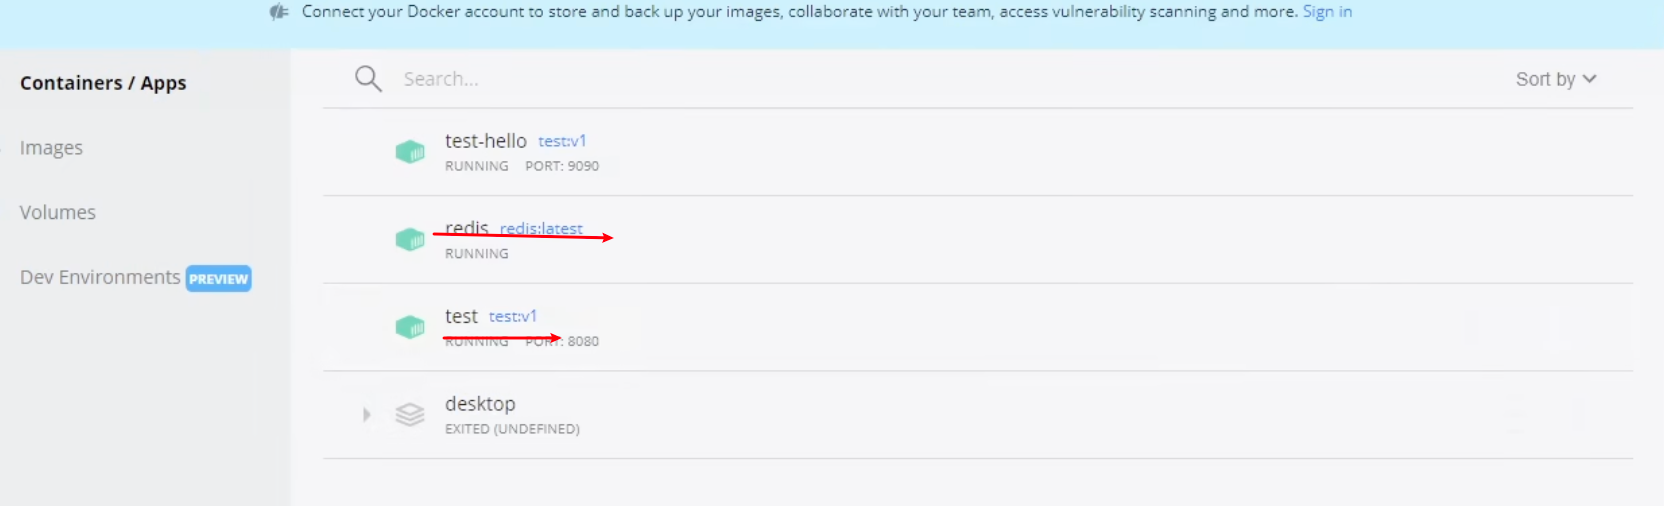 Connect your Docker account to store and back up your images, collaborate with your team, access vulnerability scanning and more. Sign in
Containers / Apps
Images
Volumes
Dev Environments PREVIEW
Search...
Sort by
test-hello test:v1
RUNNING PORT: 9090
redis redis:latest
RUNNING
test test:v1
RUNNING PORT: 8080
desktop
EXITED (UNDEFINED)